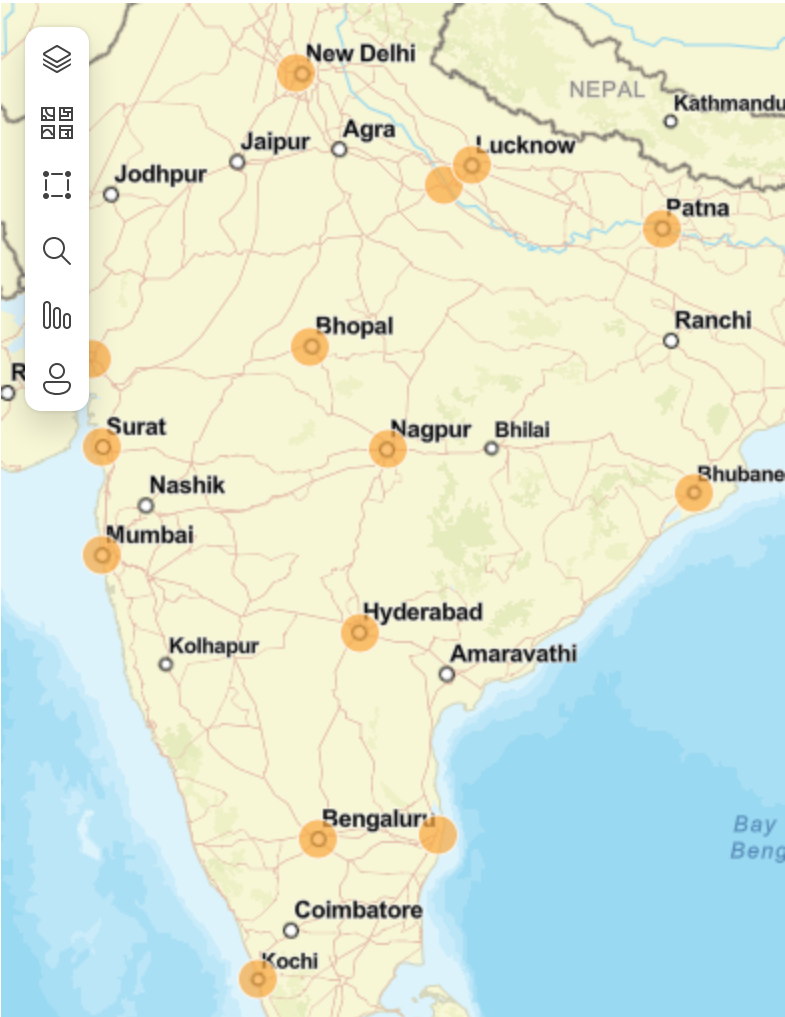 New Delhi
NEPAL
Kathmandu
Agra
Jaipur
Lucknow
Jodhpur
Patna
Ranchi
Bhopal
R
Surat
Nagpur
Bhilai
Bhubane
Nashik
Mumbai
Hyderabad
Kolhapur
Amaravathi
Bengaluru
Bay
Beng
Coimbatore
Kochi